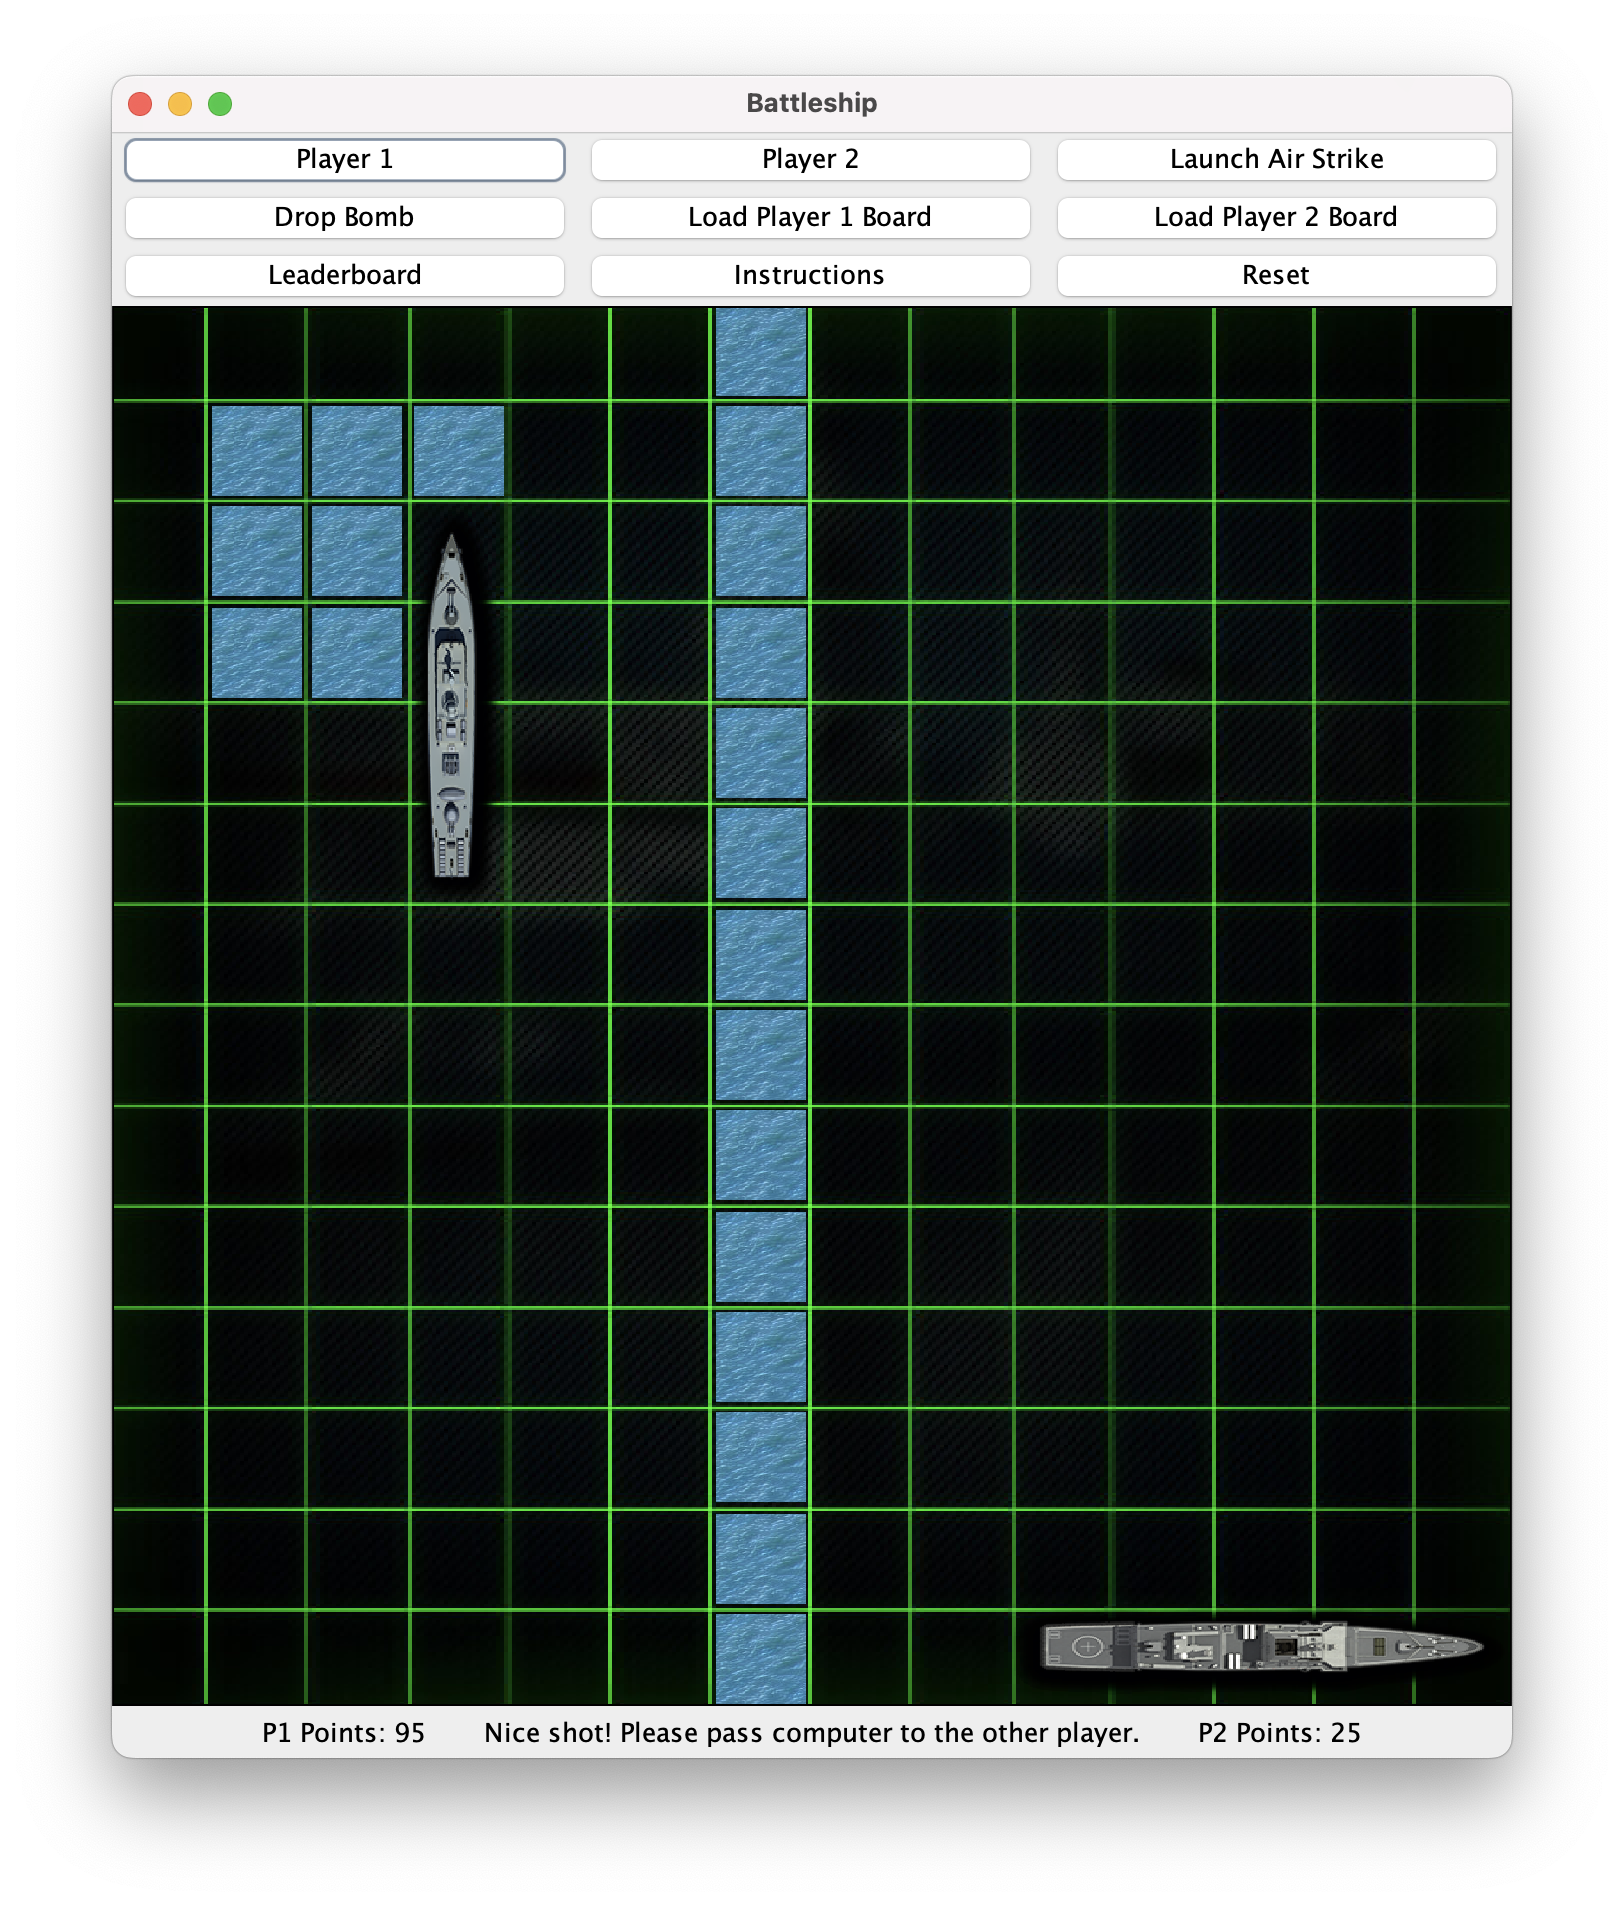 Battleship
Player 1
Player 2
Launch Air Strike
Drop Bomb
Load Player 1 Board
Load Player 2 Board
Leaderboard
Instructions
Reset
P1 Points: 95
Nice shot! Please pass computer to the other player.
P2 Points: 25